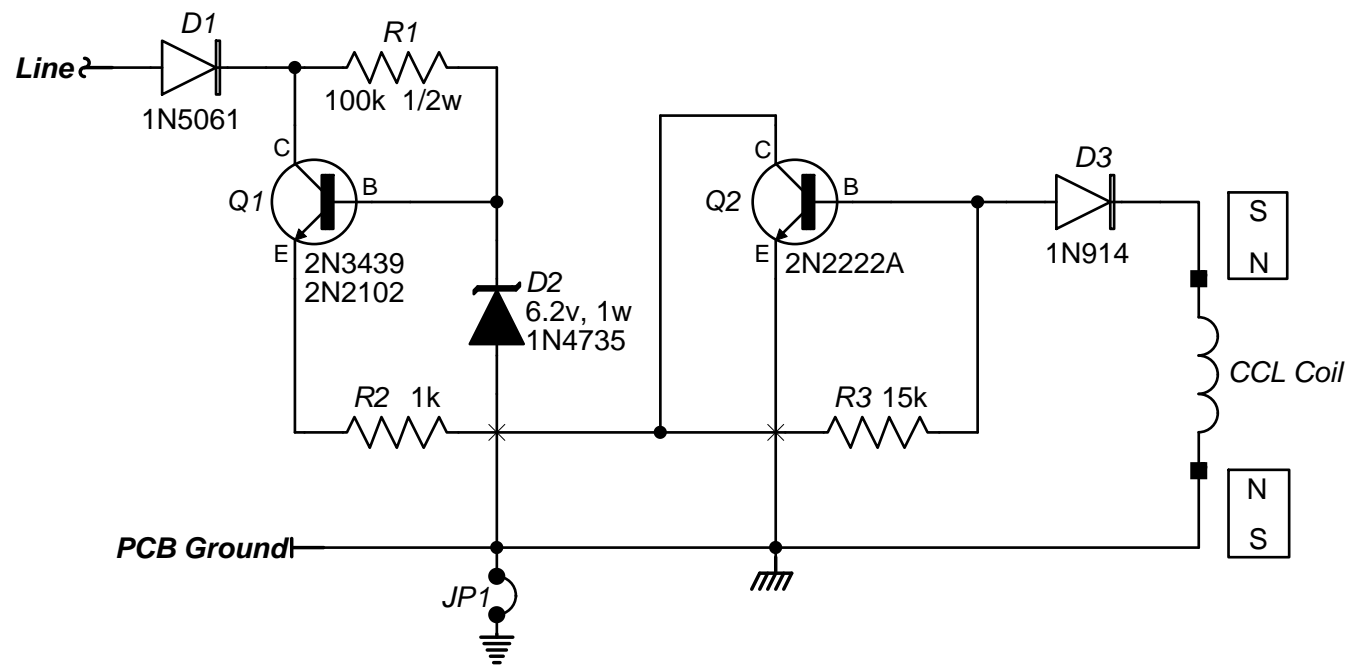 D1
R1
Line
100k 1/2w
1N5061
C
C
D3
Q1
B
Q2
B
S
E
E
1N914
N
2N3439
2N2222A
2N2102
D2
6.2v, 1w
1N4735
R2 1k
R3 15k
CCL Coil
N
PCB Ground
S
JP1